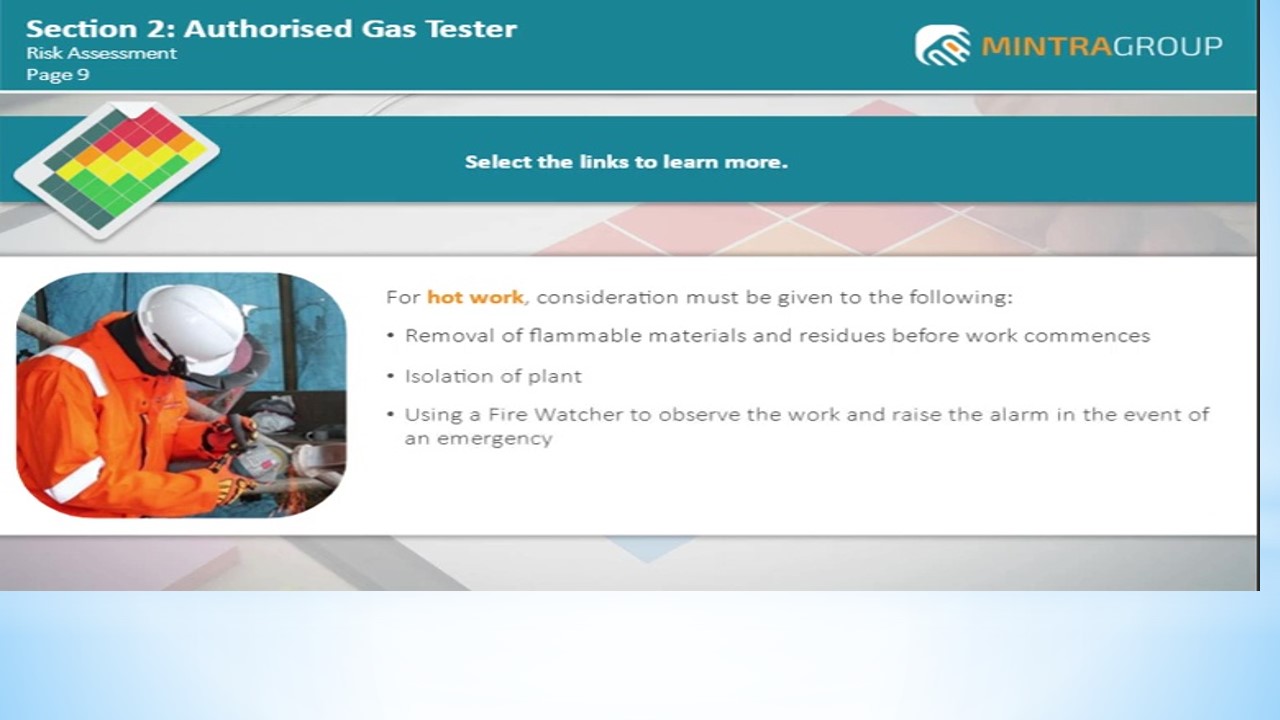 Section 2: Authorised Gas Tester
Risk Assessment
Page 9
MINTRAGROUP
Select the links to learn more.
For hot work, consideration must be given to the following:
• Removal of flammable materials and residues before work commences
• Isolation of plant
• Using a Fire Watcher to observe the work and raise the alarm in the event of
an emergency